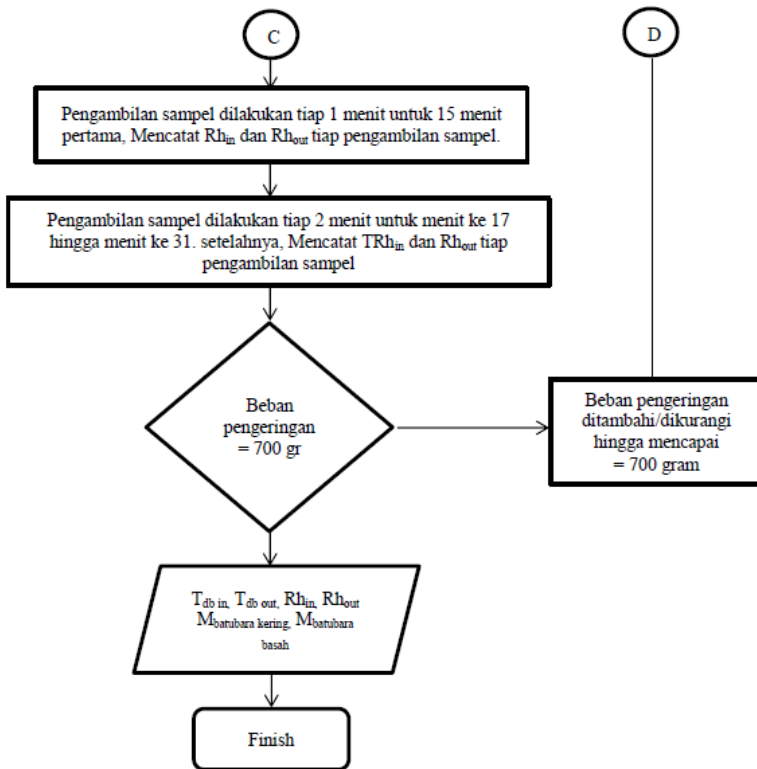 C
D
Pengambilan sampel dilakukan tiap 1 menit untuk 15 menit
pertama, Mencatat Rhin dan Rhout tiap pengambilan sampel.
Pengambilan sampel dilakukan tiap 2 menit untuk menit ke 17
hingga menit ke 31. setelahnya, Mencatat TRhin dan Rhout tiap
pengambilan sampel
Beban
pengeringan
= 700 gr
Beban pengeringan
ditambahi/dikurangi
hingga mencapai
= 700 gram
Tdb in, Tdb out, Rhin, Rhout
Mbatubara kering, Mbatubara
basah
Finish